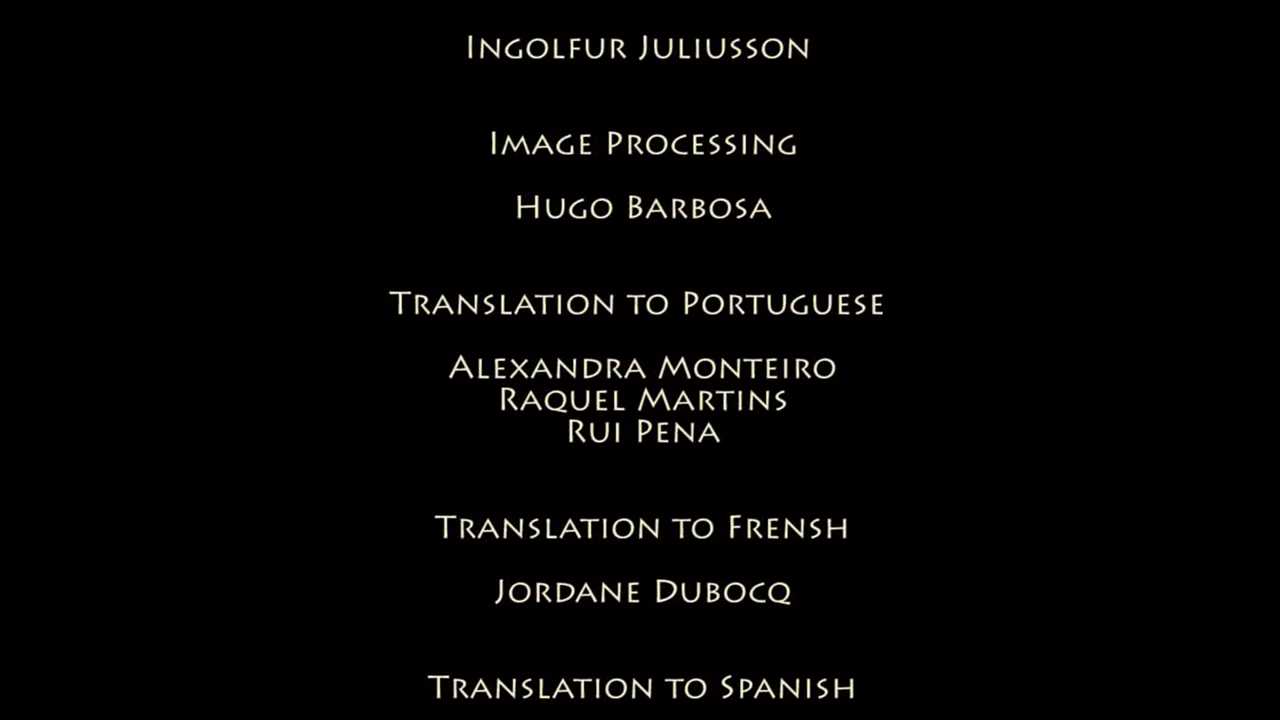 Ingolfur Juliusson
Image Processing
Hugo Barbosa
Translation to Portuguese
Alexandra Monteiro
Raquel Martins
Rui Pena
Translation to Frensh
Jordane Dubocq
Translation to Spanish